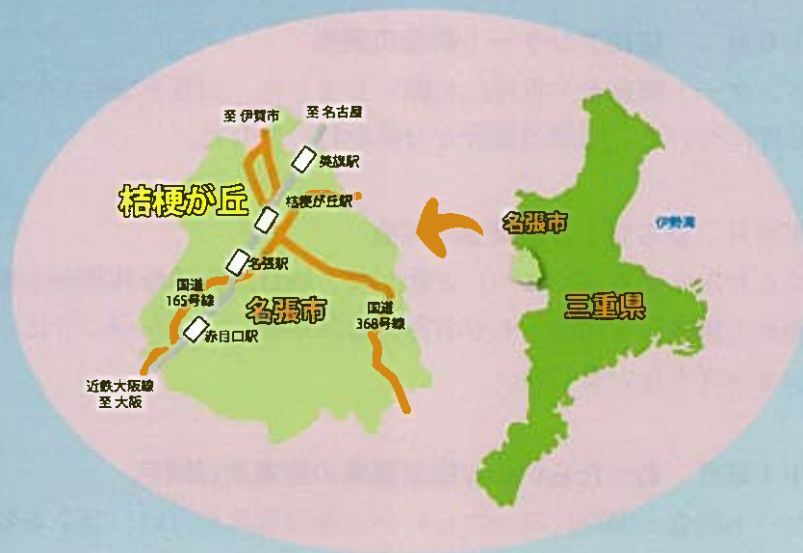 至 伊賀市
至 名古屋
美旗駅
桔梗が丘
桔梗が丘駅
名張駅
国道
165号線
名張市
国道
368号線
赤目口駅
近鉄大阪線
至 大阪
名張市
伊勢湾
三重県